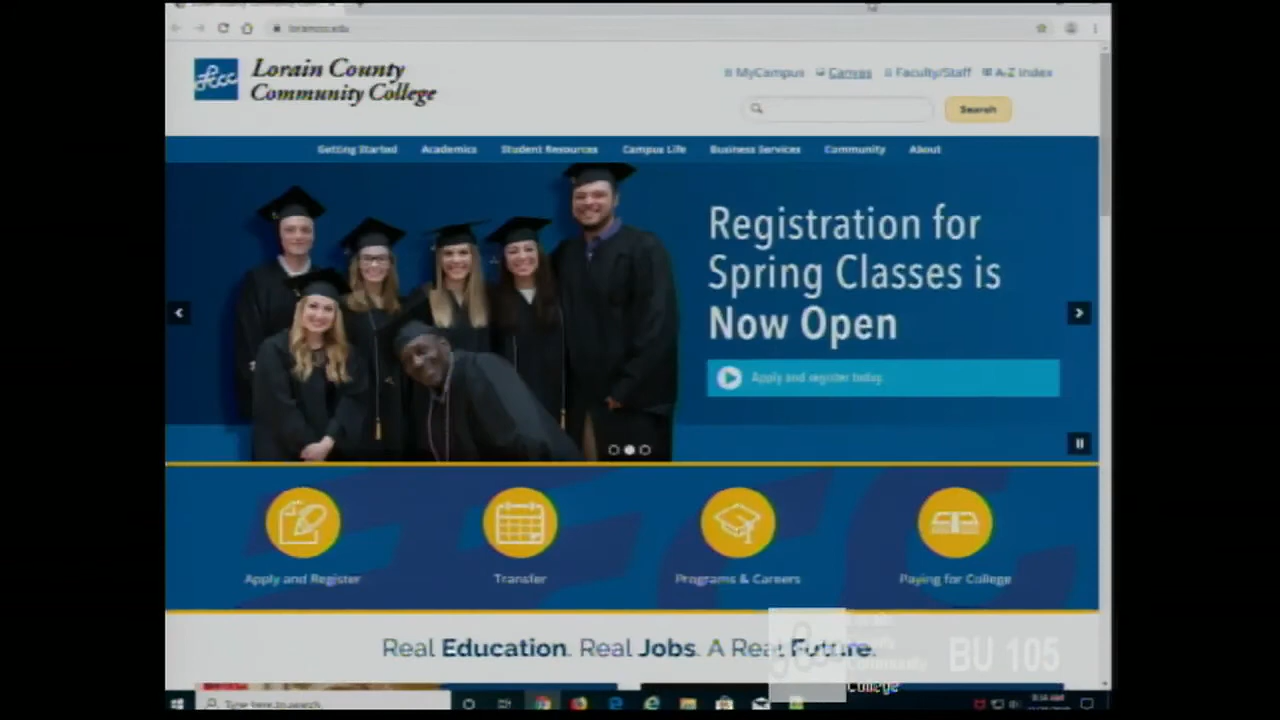 Lorain County
Community College
MyCampus Canvas Faculty/Staff A-Z Index
Search
Getting Started Academics Student Resources Campus Life Business Services Community About
Registration for
Spring Classes is
Now Open
Apply and register today.
Apply and Register Transfer Programs & Careers Paying for College
Real Education. Real Jobs. A Real Future.
BU 105
Community
College
Type here to search